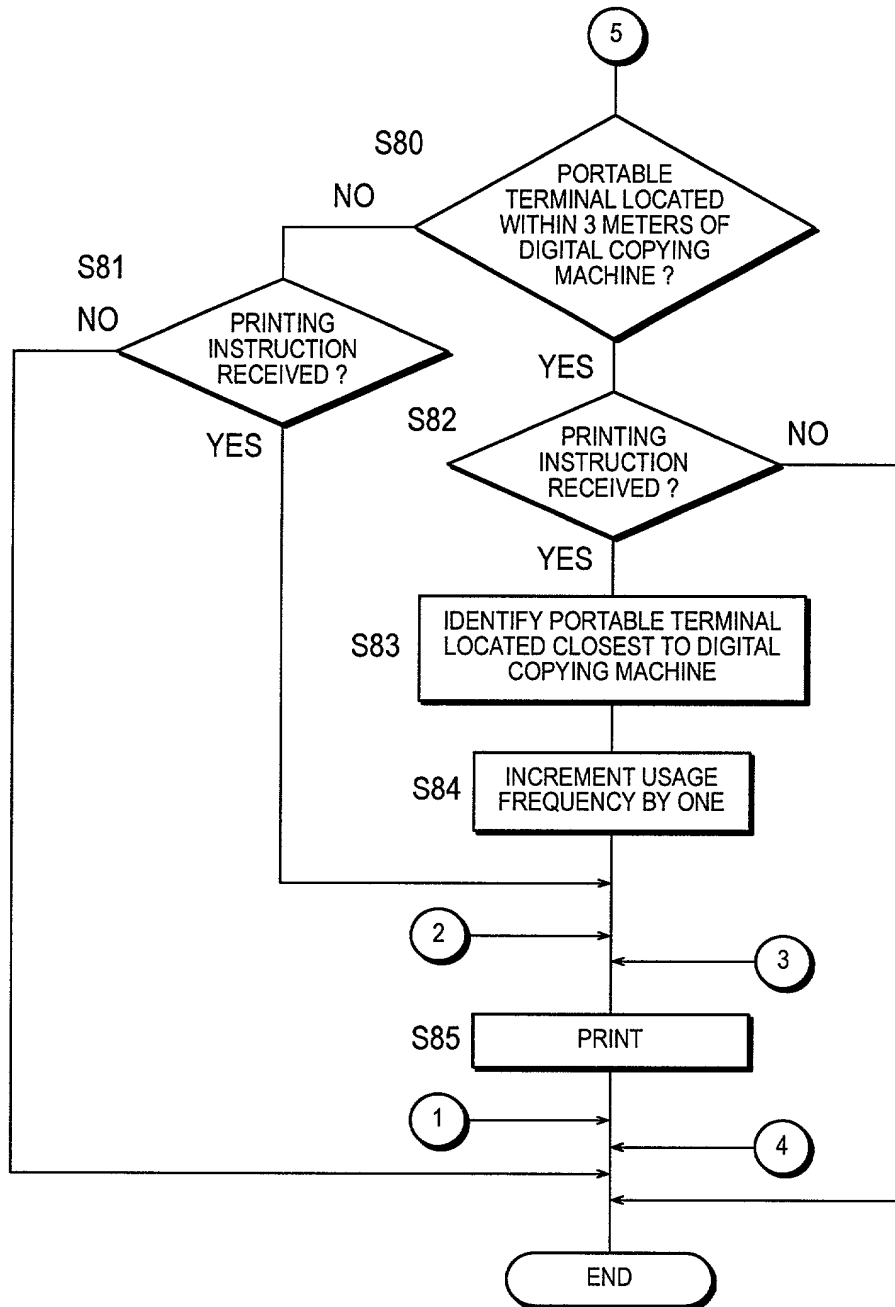 5
S80
PORTABLE
TERMINAL LOCATED
WITHIN 3 METERS OF
DIGITAL COPYING
MACHINE ?
NO
YES
S81
NO
PRINTING
INSTRUCTION
RECEIVED ?
YES
S82
PRINTING
INSTRUCTION
RECEIVED ?
NO
YES
S83
IDENTIFY PORTABLE TERMINAL
LOCATED CLOSEST TO DIGITAL
COPYING MACHINE
S84
INCREMENT USAGE
FREQUENCY BY ONE
2
3
S85
PRINT
1
4
END